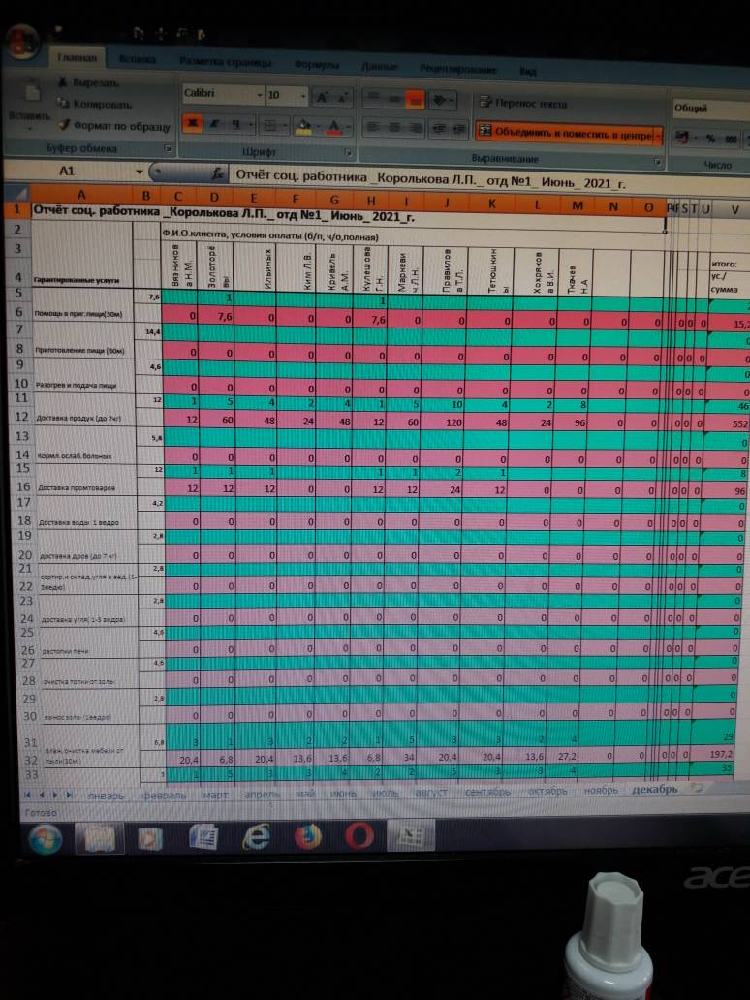 Главная Вставка Разметка страницы Формулы Данные Рецензирование Вид
Вставить
Вырезать
Копировать
Формат по образцу
Буфер обмена
Calibri 10
Ж К Ч
Шрифт
Перенос текста
Объединить и поместить в центре
Выравнивание
Общий
% 000
Число
A1 fx Отчёт соц. работника _Королькова Л.П._ отд №1_ Июнь_ 2021_г.
A B C D E F G H I J K L M N O S T U V
1 Отчёт соц. работника _Королькова Л.П._ отд №1_ Июнь_ 2021_г.
2 Ф.И.О.клиента, условия оплаты (б/п, ч/о,полная)
3 итого:
4 Гарантированные услуги Вязникова Н.М. Золоторёвы Ильиных Ким Л.В. Кривель А.М. Кулешова Г.Н. Маркевич Л.Н. Правилова Т.Л. Тетюшкины Хохрякова В.И. Ткачев Н.А ус./сумма
5 7,6 1 1
6 Помощь в приг.пищи(30м) 0 7,6 0 0 0 7,6 0 0 0 0 0 0 0 0 0 0 15,2
7 14,4 0
8 Приготовление пищи (30м) 0 0 0 0 0 0 0 0 0 0 0 0 0 0 0 0 0
9 4,6 0
10 Разогрев и подача пищи 0 0 0 0 0 0 0 0 0 0 0 0 0 0 0 0 0
11 12 1 5 4 2 4 1 5 10 4 2 8 46
12 Доставка продук.(до 7кг) 12 60 48 24 48 12 60 120 48 24 96 0 0 0 0 0 552
13 5,8 0
14 Кормл.ослаб.больных 0 0 0 0 0 0 0 0 0 0 0 0 0 0 0 0 0
15 12 1 1 1 1 1 2 1 8
16 Доставка промтоваров 12 12 12 0 0 12 12 24 12 0 0 0 0 0 0 0 96
17 4,2 0
18 Доставка воды 1 ведро 0 0 0 0 0 0 0 0 0 0 0 0 0 0 0 0 0
19 2,8 0
20 доставка дров (до 7 кг) 0 0 0 0 0 0 0 0 0 0 0 0 0 0 0 0 0
21 2,8 0
22 сортир.и склад.угля в вед.(1-3ведю) 0 0 0 0 0 0 0 0 0 0 0 0 0 0 0 0 0
23 2,8 0
24 доставка угля( 1-3 ведра) 0 0 0 0 0 0 0 0 0 0 0 0 0 0 0 0 0
25 4,6 0
26 растопки печи 0 0 0 0 0 0 0 0 0 0 0 0 0 0 0 0 0
27 4,6 0
28 очистка топки от золы 0 0 0 0 0 0 0 0 0 0 0 0 0 0 0 0 0
29 2,8 0
30 вынос золы (1ведро) 0 0 0 0 0 0 0 0 0 0 0 0 0 0 0 0 0
31 6,8 3 1 3 2 2 1 5 3 3 2 4 29
32 влаж.очистка мебели от пыли(10м ) 20,4 6,8 20,4 13,6 13,6 6,8 34 20,4 20,4 13,6 27,2 0 0 0 0 0 197,2
33 1 5 3 3 4 2 2 5 3 3 4 35
январь февраль март апрель май июнь июль август сентябрь октябрь ноябрь декабрь
Готово
acer